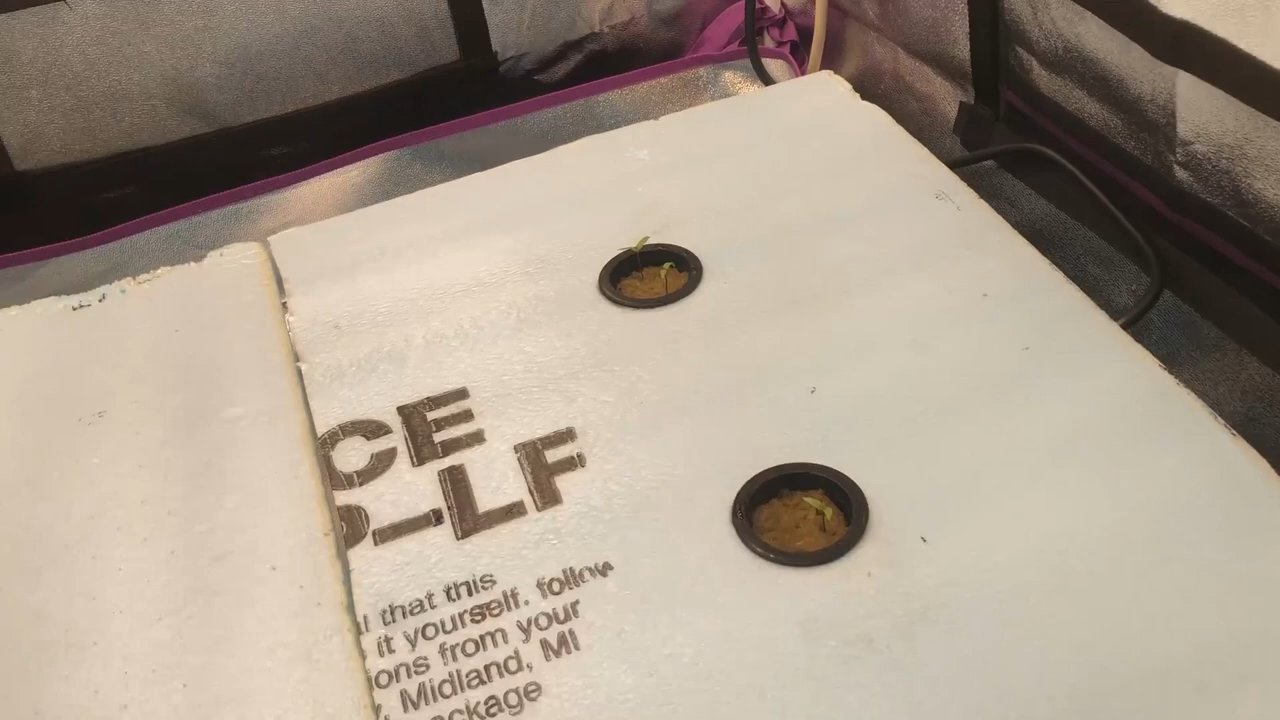 CE
–LF
that this
it yourself. follow
ions from your
Midland, MI
ckage